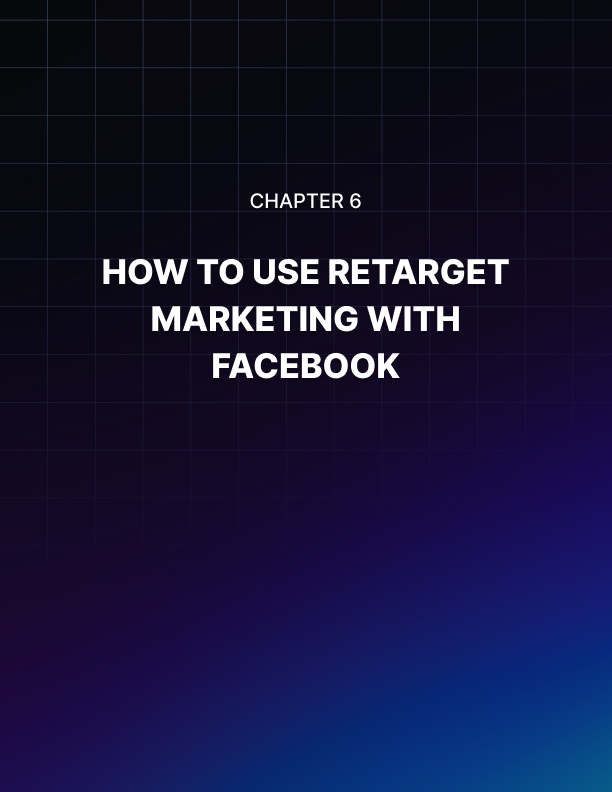 CHAPTER 6
HOW TO USE RETARGET
MARKETING WITH
FACEBOOK